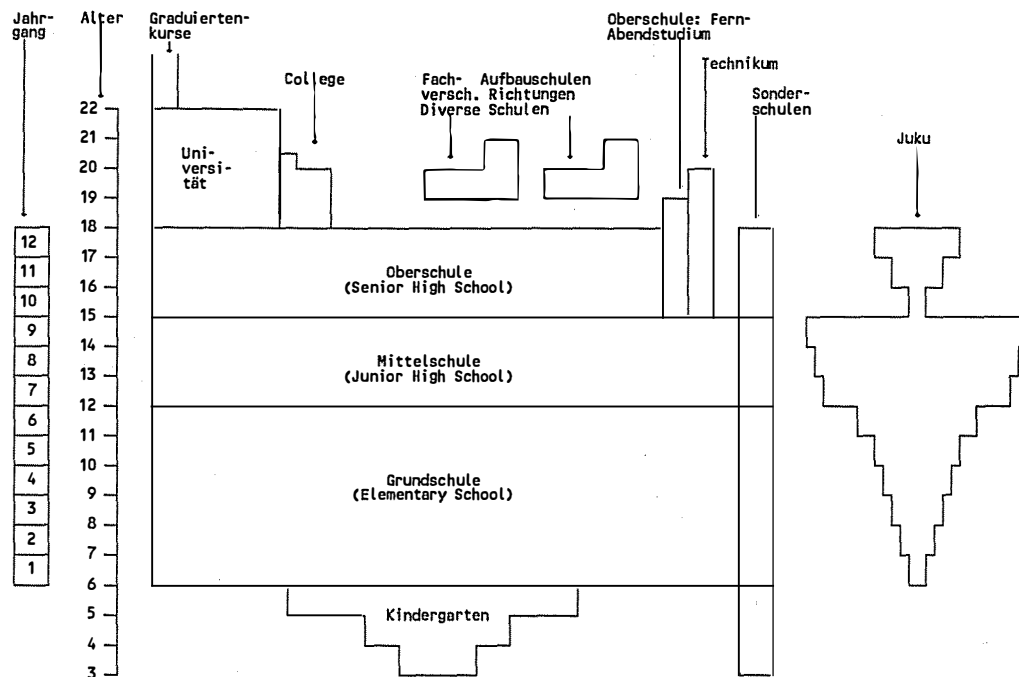 Jahr-
gang
Alter
Graduierten-
kurse
College
Fach- Aufbauschulen
versch. Richtungen
Diverse Schulen
Oberschule: Fern-
Abendstudium
Technikum
Sonder-
schulen
Juku
22
21
20
19
18
17
16
15
14
13
12
11
10
9
8
7
6
5
4
3
12
11
10
9
8
7
6
5
4
3
2
1
Uni-
versi-
tät
Oberschule
(Senior High School)
Mittelschule
(Junior High School)
Grundschule
(Elementary School)
Kindergarten